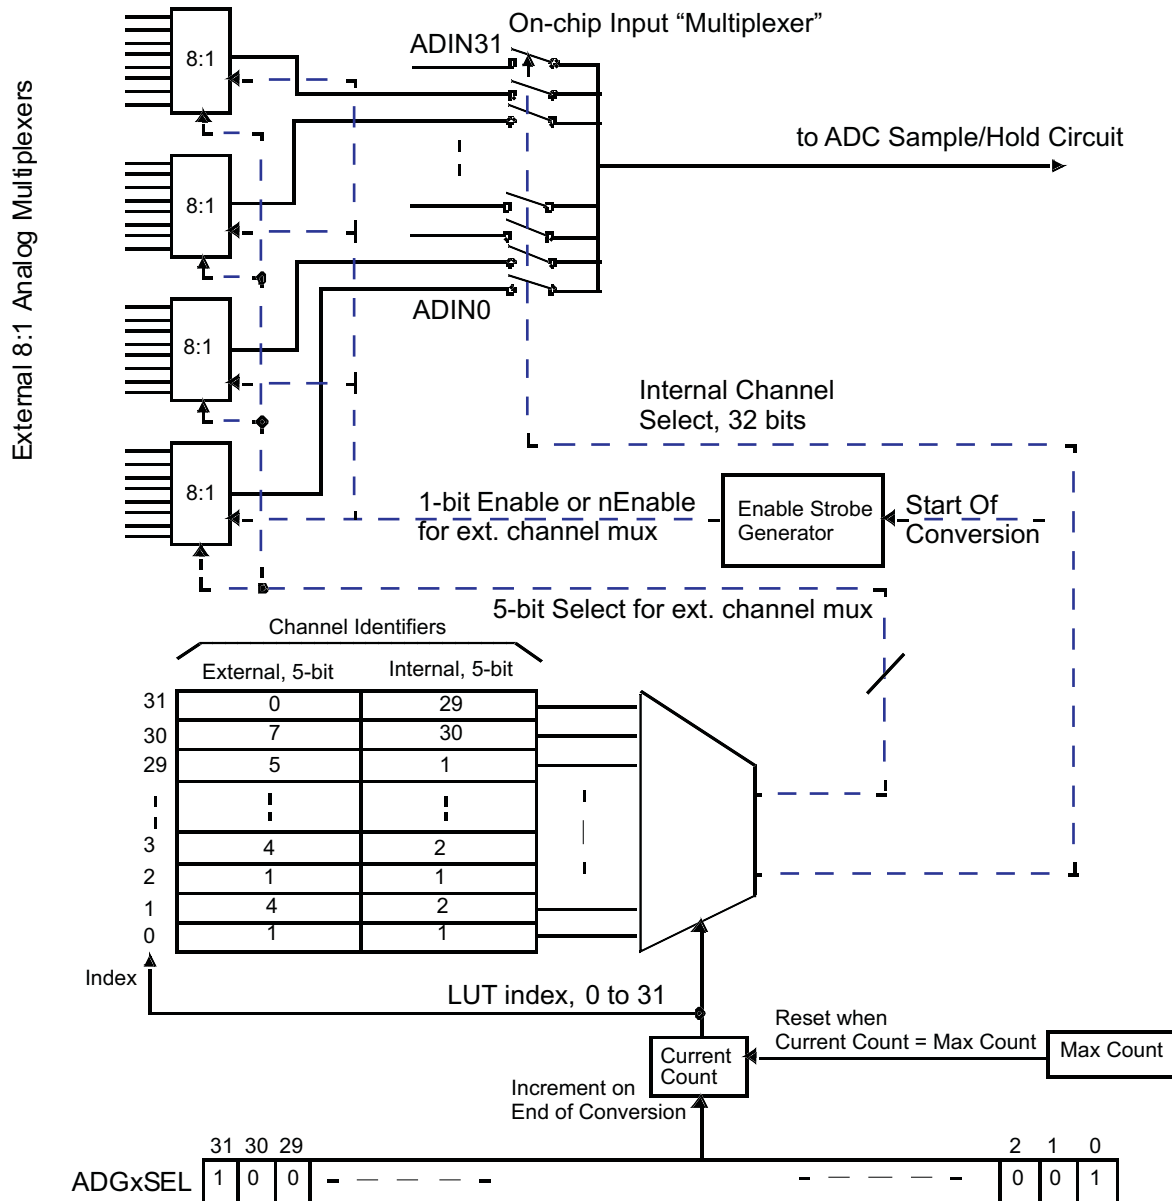 On-chip Input “Multiplexer”
ADIN31
8:1
to ADC Sample/Hold Circuit
External 8:1 Analog Multiplexers
8:1
ADIN0
8:1
Internal Channel
Select, 32 bits
8:1
1-bit Enable or nEnable
for ext. channel mux
Enable Strobe
Generator
Start Of
Conversion
5-bit Select for ext. channel mux
Channel Identifiers
External, 5-bit Internal, 5-bit
31 0 29
30 7 30
29 5 1
3 4 2
2 1 1
1 4 2
0 1 1
Index
LUT index, 0 to 31
Reset when
Current Count = Max Count
Max Count
Current
Count
Increment on
End of Conversion
31 30 29 2 1 0
ADGxSEL 1 0 0 0 0 1